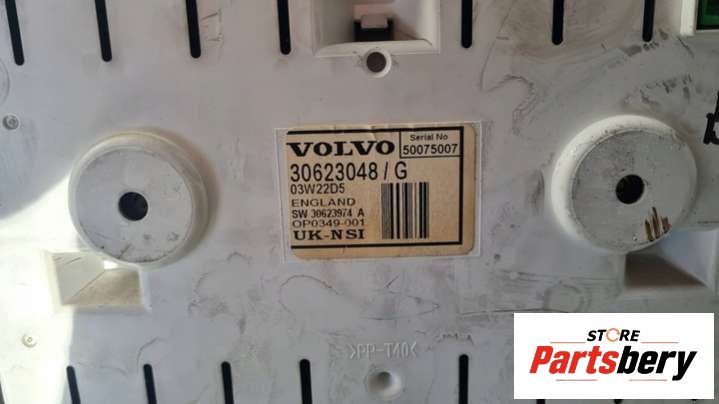 VOLVO
Serial No
50075007
30623048 / G
03W22D5
ENGLAND
SW 30623974 A
OP0349-001
UK-NSI
>PP-T40<
STORE
Partsbery